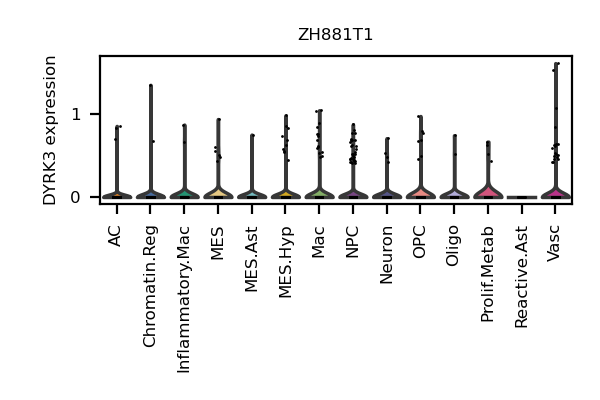 ZH881T1
DYRK3 expression
1
0
AC
Chromatin.Reg
Inflammatory.Mac
MES
MES.Ast
MES.Hyp
Mac
NPC
Neuron
OPC
Oligo
Prolif.Metab
Reactive.Ast
Vasc